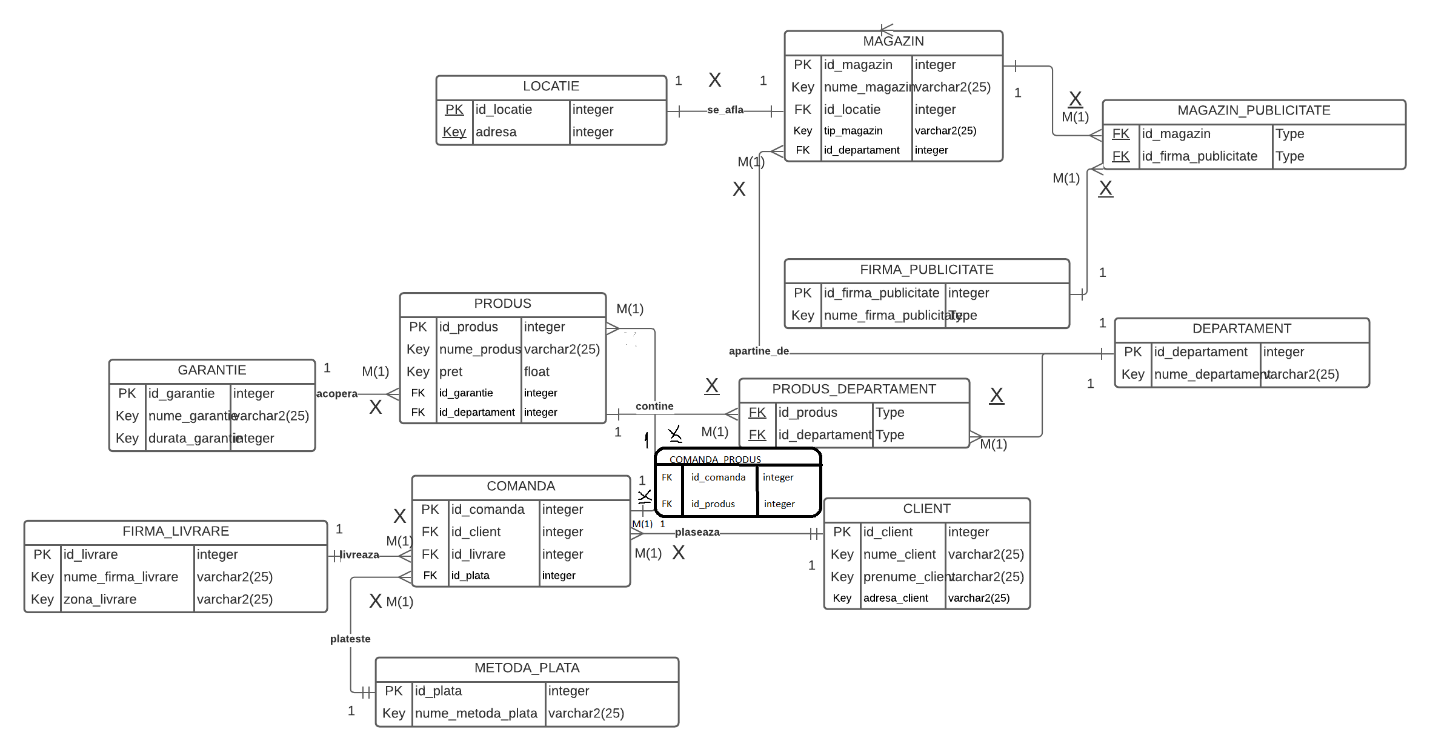 MAGAZIN
PK id_magazin integer
Key nume_magazin varchar2(25)
FK id_locatie integer
Key tip_magazin varchar2(25)
FK id_departament integer
LOCATIE
PK id_locatie integer
Key adresa integer
1 X 1
se_afla
1
X
M(1)
MAGAZIN_PUBLICITATE
FK id_magazin Type
FK id_firma_publicitate Type
M(1)
X
M(1)
X
FIRMA_PUBLICITATE
PK id_firma_publicitate integer
Key nume_firma_publicitate Type
1
1
DEPARTAMENT
PK id_departament integer
Key nume_departament varchar2(25)
apartine_de
1
PRODUS
PK id_produs integer
Key nume_produs varchar2(25)
Key pret float
FK id_garantie integer
FK id_departament integer
M(1)
GARANTIE
PK id_garantie integer
Key nume_garantie varchar2(25)
Key durata_garantie integer
1
M(1)
acopera
X
X
contine
1
M(1)
PRODUS_DEPARTAMENT
FK id_produs Type
FK id_departament Type
X
M(1)
1 X
COMANDA_PRODUS
FK id_comanda integer
FK id_produs integer
1
X
M(1) 1
COMANDA
PK id_comanda integer
FK id_client integer
FK id_livrare integer
FK id_plata integer
X
M(1)
plaseaza
M(1) X
1
CLIENT
PK id_client integer
Key nume_client varchar2(25)
Key prenume_client varchar2(25)
Key adresa_client varchar2(25)
FIRMA_LIVRARE
PK id_livrare integer
Key nume_firma_livrare varchar2(25)
Key zona_livrare varchar2(25)
1
livreaza
X M(1)
plateste
1
METODA_PLATA
PK id_plata integer
Key nume_metoda_plata varchar2(25)